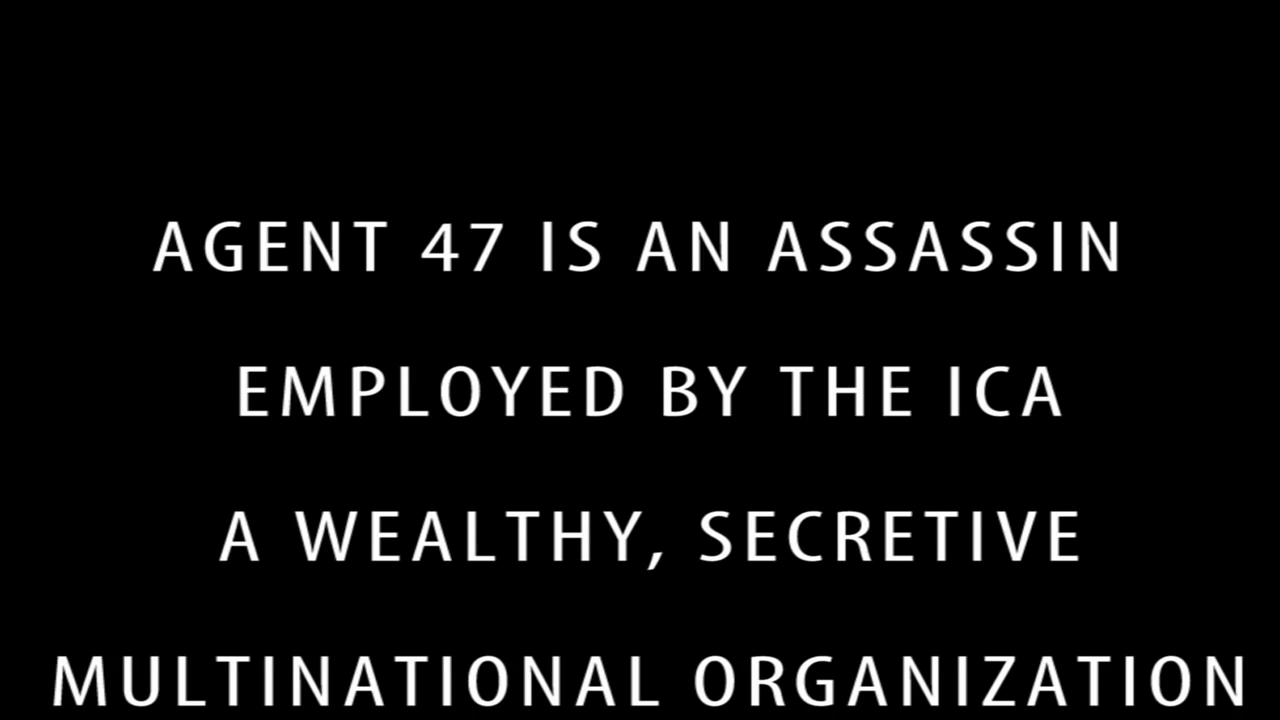 AGENT 47 IS AN ASSASSIN
EMPLOYED BY THE ICA
A WEALTHY, SECRETIVE
MULTINATIONAL ORGANIZATION